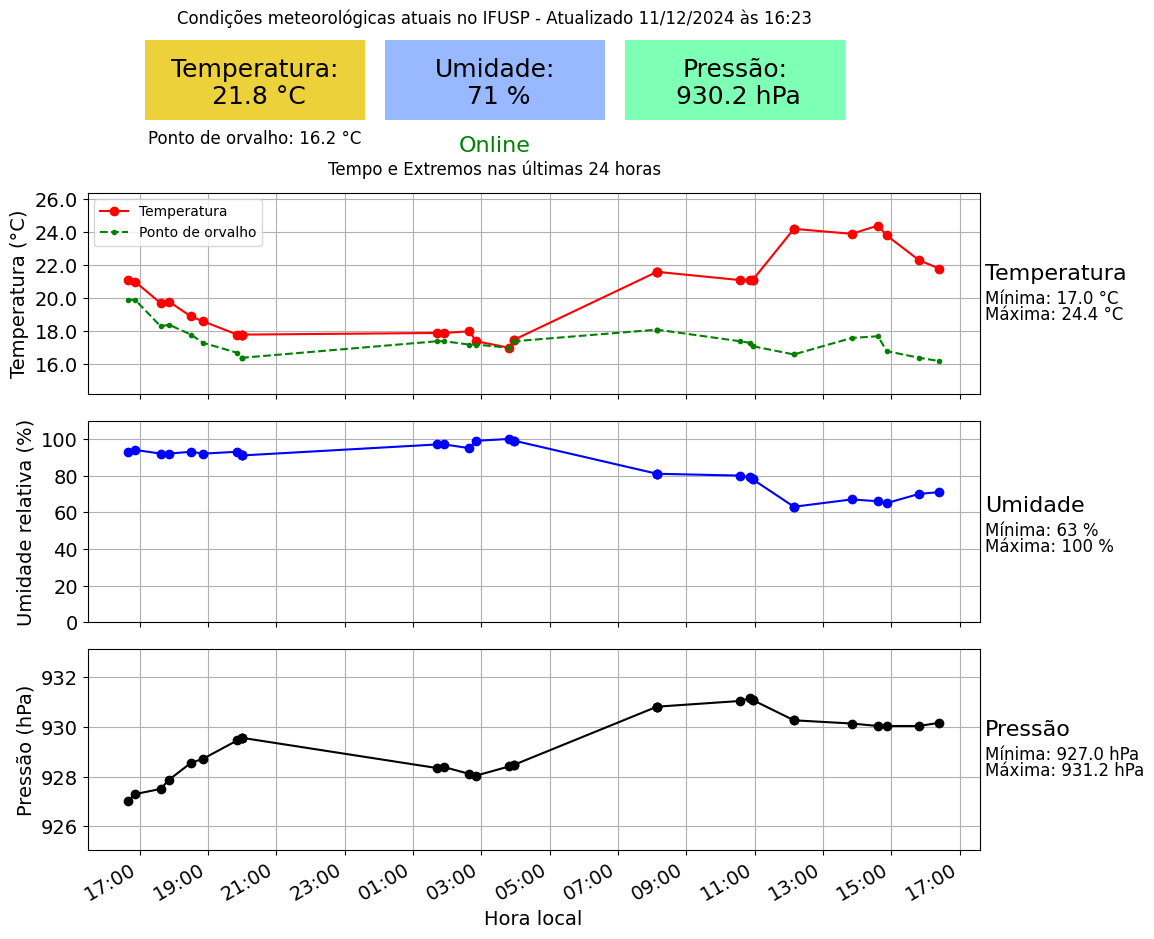 Condições meteorológicas atuais no IFUSP - Atualizado 11/12/2024 às 16:23
Temperatura:
21.8 °C
Umidade:
71 %
Pressão:
930.2 hPa
Ponto de orvalho: 16.2 °C
Online
Tempo e Extremos nas últimas 24 horas
Temperatura (°C)
26.0
24.0
22.0
20.0
18.0
16.0
Temperatura
Ponto de orvalho
Temperatura
Mínima: 17.0 °C
Máxima: 24.4 °C
Umidade relativa (%)
100
80
60
40
20
0
Umidade
Mínima: 63 %
Máxima: 100 %
Pressão (hPa)
932
930
928
926
Pressão
Mínima: 927.0 hPa
Máxima: 931.2 hPa
17:00 19:00 21:00 23:00 01:00 03:00 05:00 07:00 09:00 11:00 13:00 15:00 17:00
Hora local